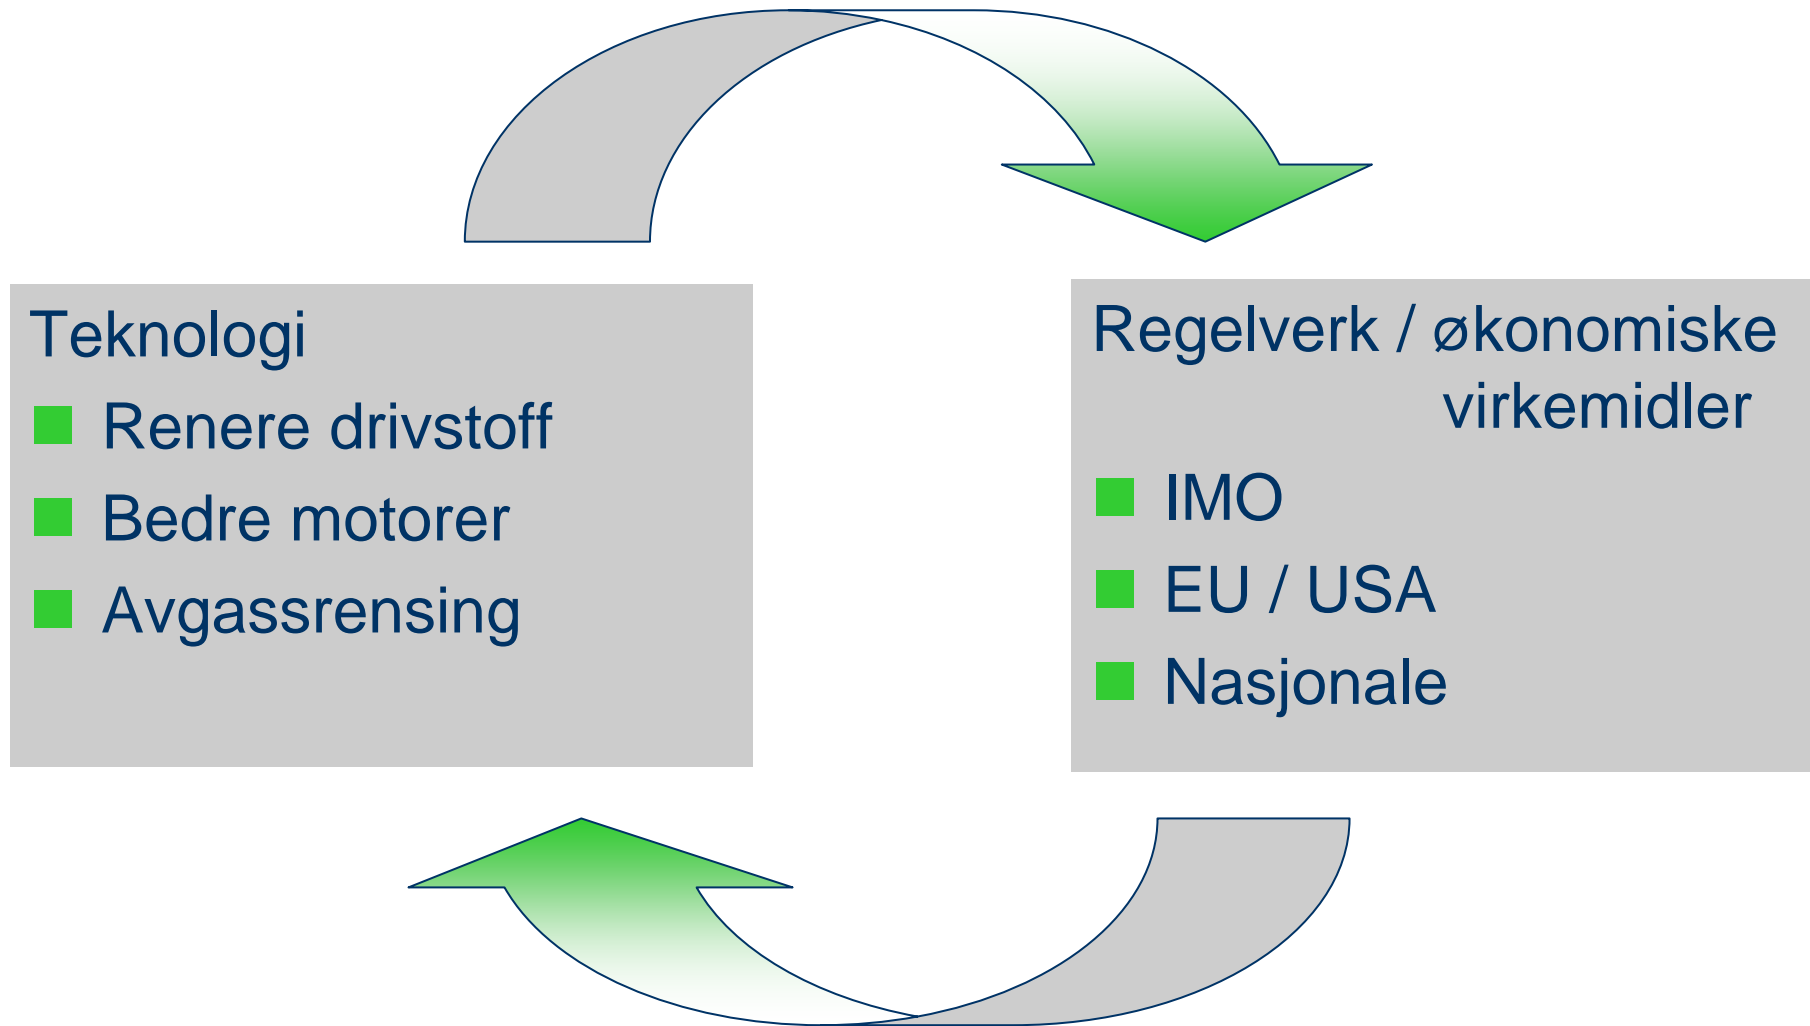 Teknologi
Renere drivstoff
Bedre motorer
Avgassrensing
Regelverk / økonomiske
virkemidler
IMO
EU / USA
Nasjonale